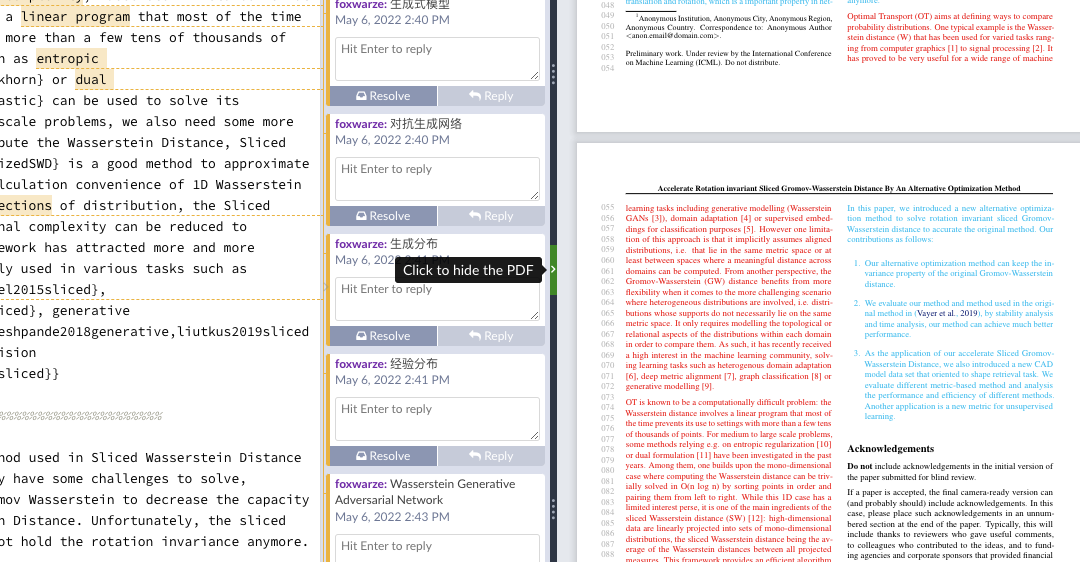 a linear program that most of the time
more than a few tens of thousands of
as entropic
khorn} or dual
astic} can be used to solve its
scale problems, we also need some more
pute the Wasserstein Distance, Sliced
izedSWD} is a good method to approximate
lculation convenience of 1D Wasserstein
ections of distribution, the Sliced
nal complexity can be reduced to
ework has attracted more and more
ly used in various tasks such as
el2015sliced},
iced}, generative
eshpande2018generative,liutkus2019sliced
ision
sliced}}
nod used in Sliced Wasserstein Distance
y have some challenges to solve,
mov Wasserstein to decrease the capacity
n Distance. Unfortunately, the sliced
ot hold the rotation invariance anymore.
foxwarze: 生成式模型
May 6, 2022 2:40 PM
Hit Enter to reply
Resolve
Reply
foxwarze: 对抗生成网络
May 6, 2022 2:40 PM
Hit Enter to reply
Resolve
Reply
foxwarze: 生成分布
May 6, 20
Click to hide the PDF
Hit Enter to reply
Resolve
Reply
foxwarze: 经验分布
May 6, 2022 2:41 PM
Hit Enter to reply
Resolve
Reply
foxwarze: Wasserstein Generative
Adversarial Network
May 6, 2022 2:43 PM
Hit Enter to reply
048
049
050
051
052
053
054
1Anonymous Institution, Anonymous City, Anonymous Region,
Anonymous Country. Correspondence to: Anonymous Author
<anon.email@domain.com>.
Preliminary work. Under review by the International Conference
on Machine Learning (ICML). Do not distribute.
Optimal Transport (OT) aims at defining ways to compare
probability distributions. One typical example is the Wasser-
stein distance (W) that has been used for varied tasks rang-
ing from computer graphics [1] to signal processing [2]. It
has proved to be very useful for a wide range of machine
Accelerate Rotation invariant Sliced Gromov-Wasserstein Distance By An Alternative Optimization Method
055 learning tasks including generative modelling (Wasserstein
056 GANs [3]), domain adaptation [4] or supervised embed-
057 dings for classification purposes [5]. However one limita-
058 tion of this approach is that it implicitly assumes aligned
059 distributions, i.e. that lie in the same metric space or at
060 least between spaces where a meaningful distance across
061 domains can be computed. From another perspective, the
062 Gromov-Wasserstein (GW) distance benefits from more
063 flexibility when it comes to the more challenging scenario
064 where heterogeneous distributions are involved, i.e. distri-
065 butions whose supports do not necessarily lie on the same
066 metric space. It only requires modelling the topological or
067 relational aspects of the distributions within each domain
068 in order to compare them. As such, it has recently received
069 a high interest in the machine learning community, solv-
070 ing learning tasks such as heterogenous domain adaptation
071 [6], deep metric alignment [7], graph classification [8] or
072 generative modelling [9].
073
074 OT is known to be a computationally difficult problem: the
075 Wasserstein distance involves a linear program that most of
076 the time prevents its use to settings with more than a few tens
077 of thousands of points. For medium to large scale problems,
078 some methods relying e.g. on entropic regularization [10]
079 or dual formulation [11] have been investigated in the past
080 years. Among them, one builds upon the mono-dimensional
081 case where computing the Wasserstein distance can be triv-
082 ially solved in O(n log n) by sorting points in order and
083 pairing them from left to right. While this 1D case has a
084 limited interest perse, it is one of the main ingredients of the
085 sliced Wasserstein distance (SW) [12]: high-dimensional
086 data are linearly projected into sets of mono-dimensional
087 distributions, the sliced Wasserstein distance being the av-
088 erage of the Wasserstein distances between all projected
measures. This framework provides an efficient algorithm
In this paper, we introduced a new alternative optimiza-
tion method to solve rotation invariant sliced Gromov-
Wasserstein distance to accurate the original method. Our
contributions as follows:
1. Our alternative optimization method can keep the in-
variance property of the original Gromov-Wasserstein
distance.
2. We evaluate our method and method used in the origi-
nal method in (Vayer et al., 2019), by stability analysis
and time analysis, our method can achieve much better
performance.
3. As the application of our accelerate Sliced Gromov-
Wasserstein Distance, we also introduced a new CAD
model data set that oriented to shape retrieval task. We
evaluate different metric-based method and analysis
the performance and efficiency of different methods.
Another application is a new metric for unsupervised
learning.
Acknowledgements
Do not include acknowledgements in the initial version of
the paper submitted for blind review.
If a paper is accepted, the final camera-ready version can
(and probably should) include acknowledgements. In this
case, please place such acknowledgements in an unnum-
bered section at the end of the paper. Typically, this will
include thanks to reviewers who gave useful comments,
to colleagues who contributed to the ideas, and to fund-
ing agencies and corporate sponsors that provided financial